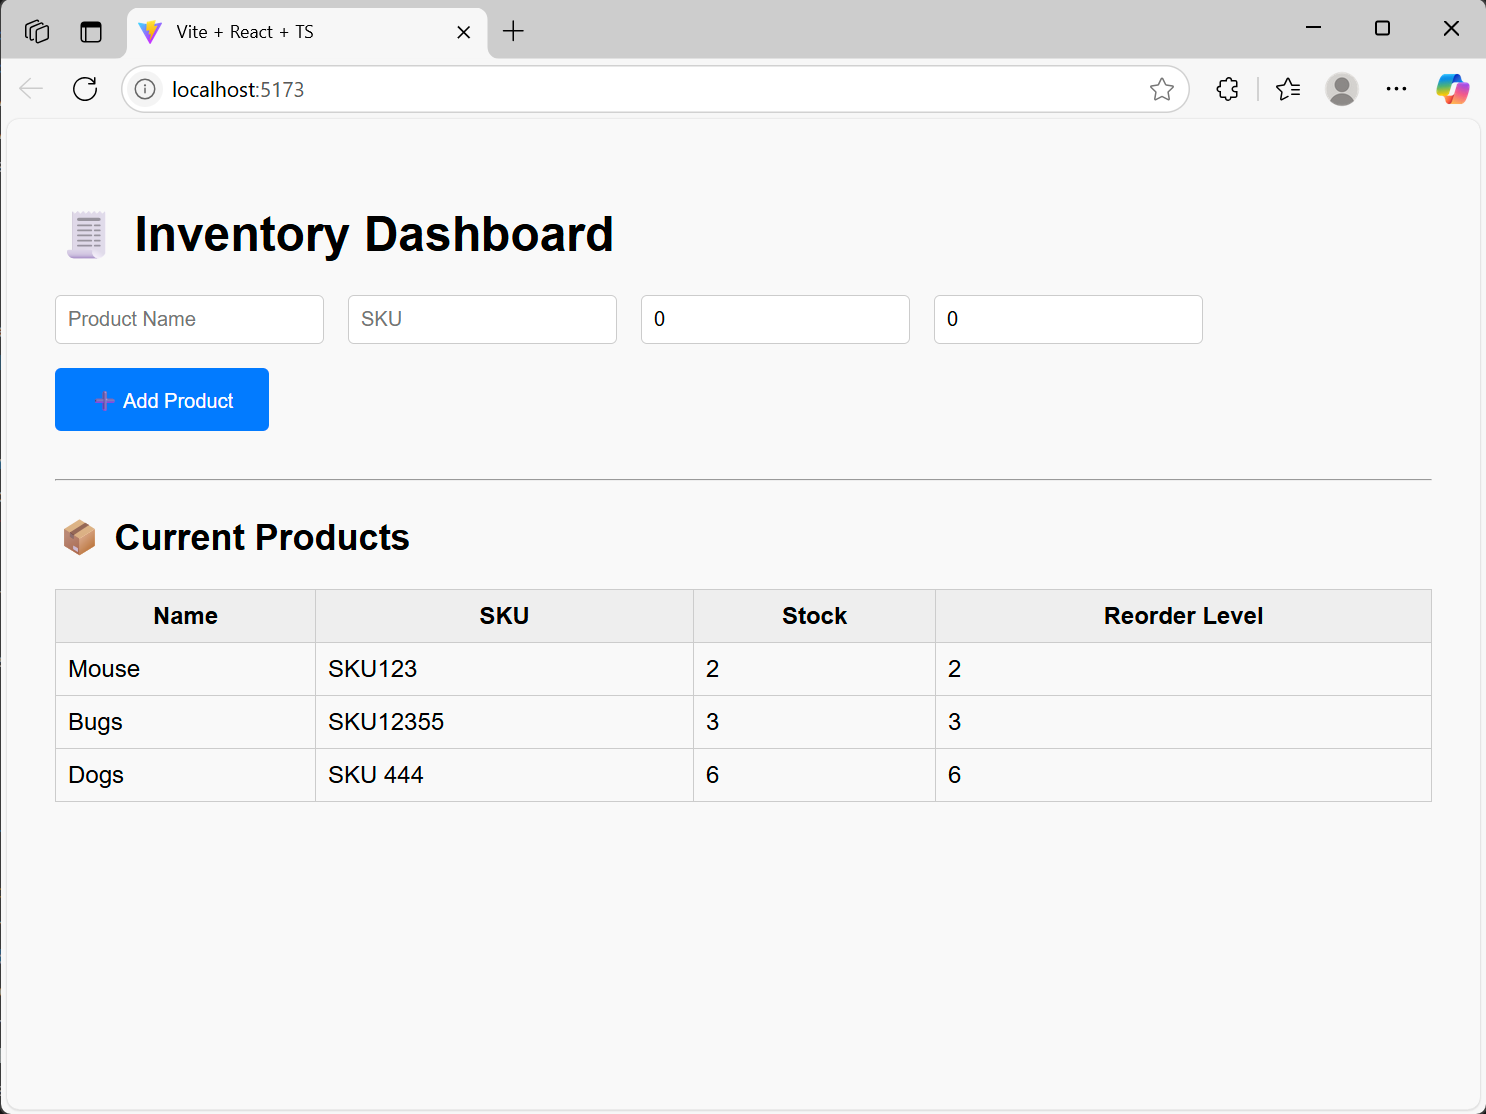 Vite + React + TS
localhost:5173
Inventory Dashboard
Product Name SKU 0 0
Add Product
Current Products
Name SKU Stock Reorder Level
Mouse SKU123 2 2
Bugs SKU12355 3 3
Dogs SKU 444 6 6